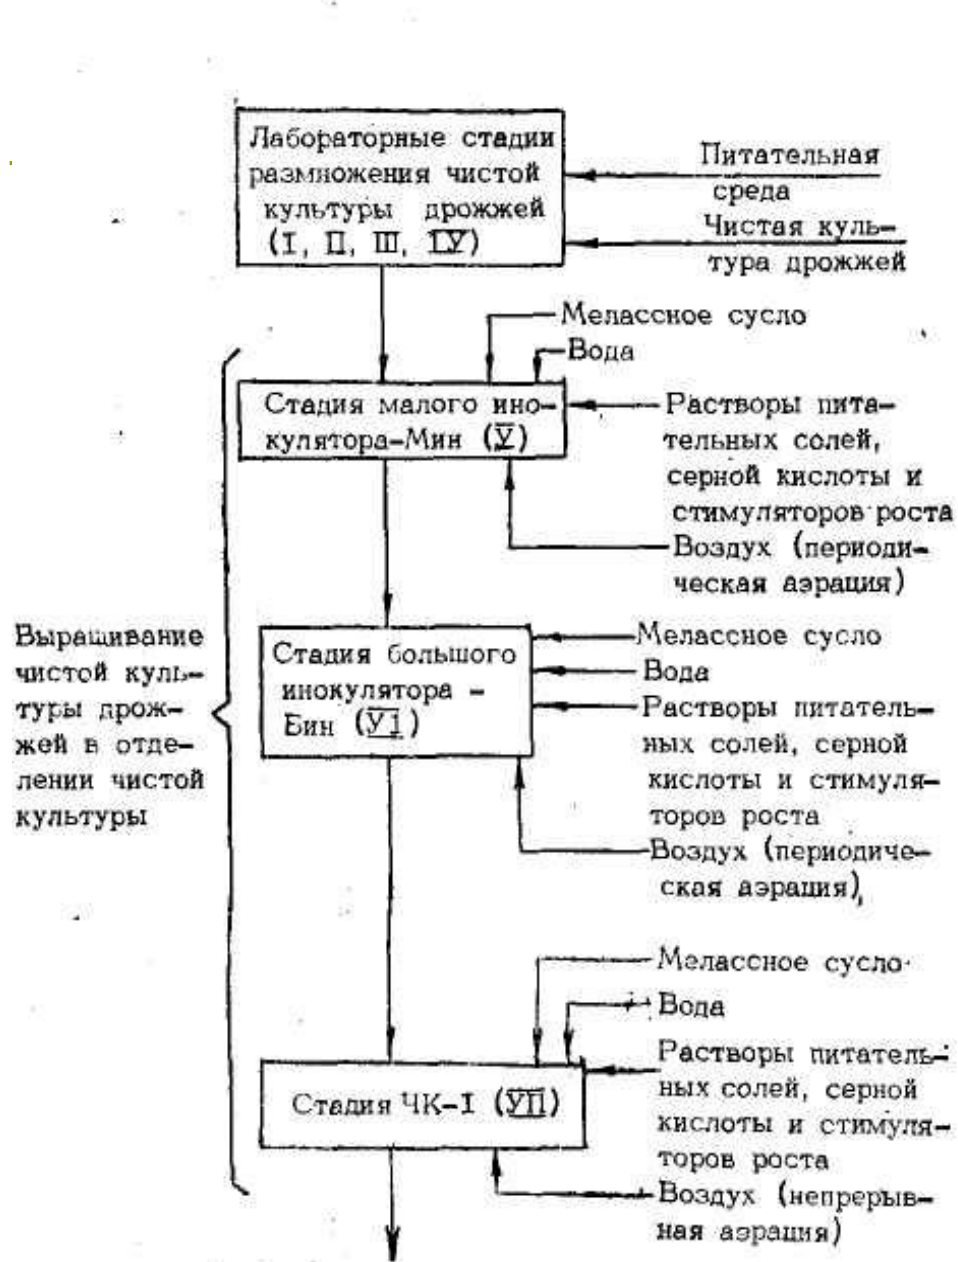 Лабораторные стадии
размножения чистой
культуры дрожжей
(I, II, III, IУ)
Питательная
среда
Чистая куль-
тура дрожжей
Мелассное сусло
Вода
Стадия малого ино-
кулятора-Мин (У)
Растворы пита-
тельных солей,
серной кислоты и
стимуляторов роста
Воздух (периоди-
ческая аэрация)
Выращивание
чистой куль-
туры дрож-
жей в отде-
лении чистой
культуры
Стадия большого
инокулятора -
Бин (УI)
Мелассное сусло
Вода
Растворы питатель-
ных солей, серной
кислоты и стимуля-
торов роста
Воздух (периодиче-
ская аэрация)
Мелассное сусло
Вода
Стадия ЧК-I (УП)
Растворы питатель-
ных солей, серной
кислоты и стимуля-
торов роста
Воздух (непрерыв-
ная аэрация)